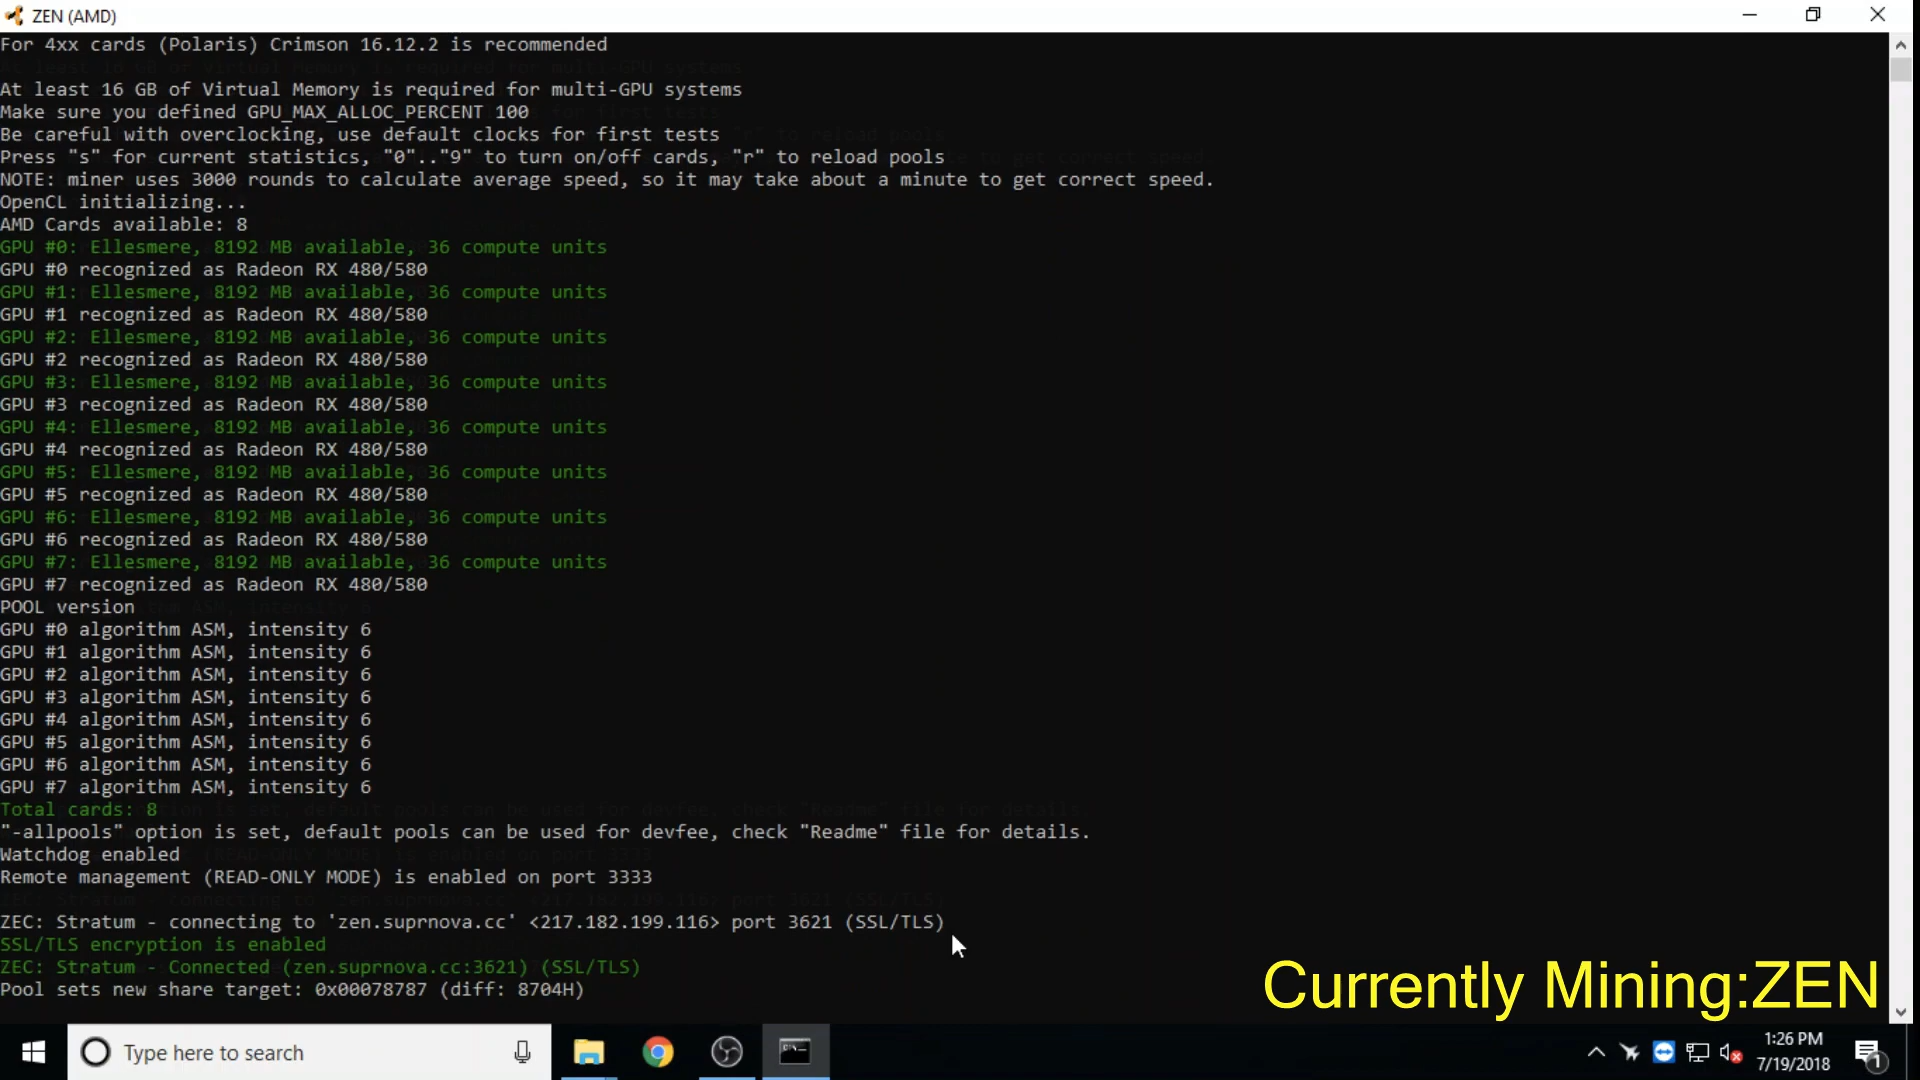 ZEN (AMD)
For 4xx cards (Polaris) Crimson 16.12.2 is recommended
At least 16 GB of Virtual Memory is required for multi-GPU systems
Make sure you defined GPU_MAX_ALLOC_PERCENT 100
Be careful with overclocking, use default clocks for first tests
Press "s" for current statistics, "0".."9" to turn on/off cards, "r" to reload pools
NOTE: miner uses 3000 rounds to calculate average speed, so it may take about a minute to get correct speed.
OpenCL initializing...
AMD Cards available: 8
GPU #0: Ellesmere, 8192 MB available, 36 compute units
GPU #0 recognized as Radeon RX 480/580
GPU #1: Ellesmere, 8192 MB available, 36 compute units
GPU #1 recognized as Radeon RX 480/580
GPU #2: Ellesmere, 8192 MB available, 36 compute units
GPU #2 recognized as Radeon RX 480/580
GPU #3: Ellesmere, 8192 MB available, 36 compute units
GPU #3 recognized as Radeon RX 480/580
GPU #4: Ellesmere, 8192 MB available, 36 compute units
GPU #4 recognized as Radeon RX 480/580
GPU #5: Ellesmere, 8192 MB available, 36 compute units
GPU #5 recognized as Radeon RX 480/580
GPU #6: Ellesmere, 8192 MB available, 36 compute units
GPU #6 recognized as Radeon RX 480/580
GPU #7: Ellesmere, 8192 MB available, 36 compute units
GPU #7 recognized as Radeon RX 480/580
POOL version
GPU #0 algorithm ASM, intensity 6
GPU #1 algorithm ASM, intensity 6
GPU #2 algorithm ASM, intensity 6
GPU #3 algorithm ASM, intensity 6
GPU #4 algorithm ASM, intensity 6
GPU #5 algorithm ASM, intensity 6
GPU #6 algorithm ASM, intensity 6
GPU #7 algorithm ASM, intensity 6
Total cards: 8
"-allpools" option is set, default pools can be used for devfee, check "Readme" file for details.
Watchdog enabled
Remote management (READ-ONLY MODE) is enabled on port 3333
ZEC: Stratum - connecting to 'zen.suprnova.cc' <217.182.199.116> port 3621 (SSL/TLS)
SSL/TLS encryption is enabled
ZEC: Stratum - Connected (zen.suprnova.cc:3621) (SSL/TLS)
Pool sets new share target: 0x00078787 (diff: 8704H)
Currently Mining:ZEN
Type here to search
1:26 PM
7/19/2018
1